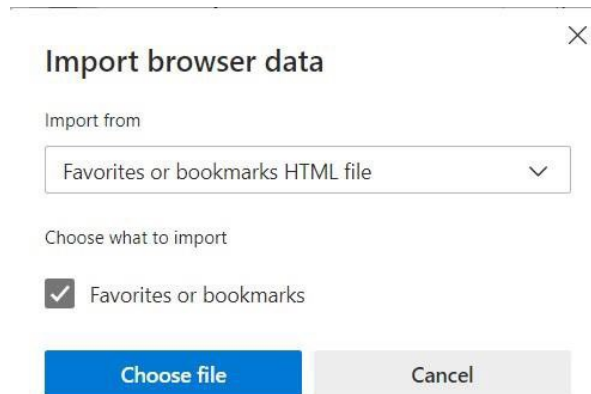 Import browser data
Import from
Favorites or bookmarks HTML file
Choose what to import
Favorites or bookmarks
Choose file
Cancel